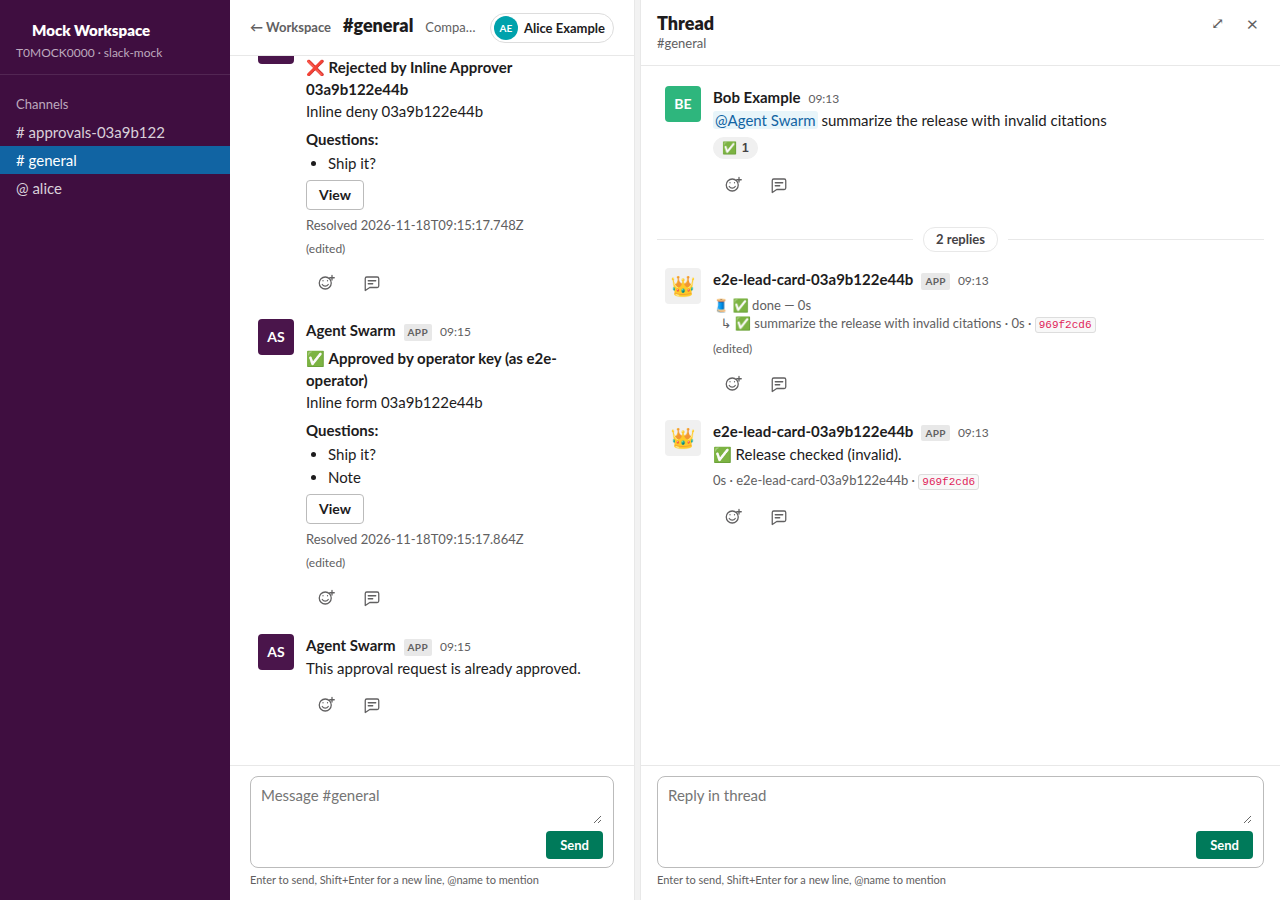 Mock Workspace
T0MOCK0000 · slack-mock
Channels
# approvals-03a9b122
# general
@ alice
← Workspace #general Compa... AE Alice Example
❌ Rejected by Inline Approver
03a9b122e44b
Inline deny 03a9b122e44b
Questions:
• Ship it?
View
Resolved 2026-11-18T09:15:17.748Z
(edited)
AS Agent Swarm APP 09:15
✅ Approved by operator key (as e2e-
operator)
Inline form 03a9b122e44b
Questions:
• Ship it?
• Note
View
Resolved 2026-11-18T09:15:17.864Z
(edited)
AS Agent Swarm APP 09:15
This approval request is already approved.
Message #general
Send
Enter to send, Shift+Enter for a new line, @name to mention
Thread
#general
BE Bob Example 09:13
@Agent Swarm summarize the release with invalid citations
✅ 1
2 replies
e2e-lead-card-03a9b122e44b APP 09:13
🧵 ✅ done — 0s
↳ ✅ summarize the release with invalid citations · 0s · 969f2cd6
(edited)
e2e-lead-card-03a9b122e44b APP 09:13
✅ Release checked (invalid).
0s · e2e-lead-card-03a9b122e44b · 969f2cd6
Reply in thread
Send
Enter to send, Shift+Enter for a new line, @name to mention